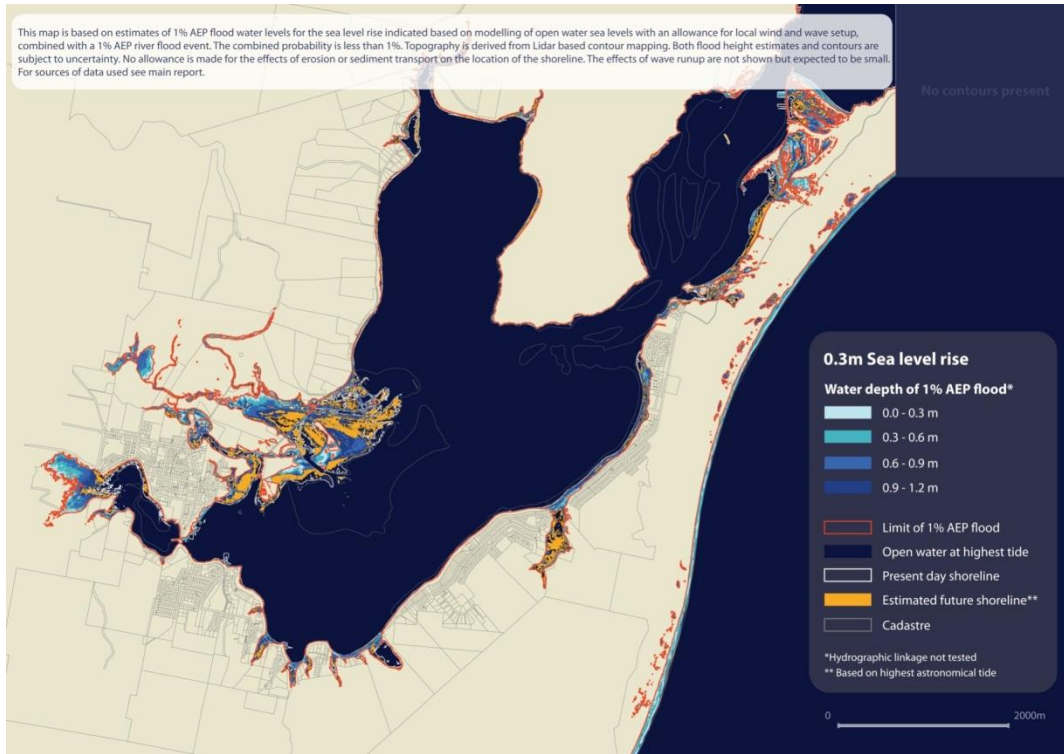 This map is based on estimates of 1% AEP flood water levels for the sea level rise indicated based on modelling of open water sea levels with an allowance for local wind and wave setup,
combined with a 1% AEP river flood event. The combined probability is less than 1%. Topography is derived from Lidar based contour mapping. Both flood height estimates and contours are
subject to uncertainty. No allowance is made for the effects of erosion or sediment transport on the location of the shoreline. The effects of wave runup are not shown but expected to be small.
For sources of data used see main report.
No contours present
0.3m Sea level rise
Water depth of 1% AEP flood*
0.0 - 0.3 m
0.3 - 0.6 m
0.6 - 0.9 m
0.9 - 1.2 m
Limit of 1% AEP flood
Open water at highest tide
Present day shoreline
Estimated future shoreline**
Cadastre
*Hydrographic linkage not tested
** Based on highest astronomical tide
0 2000m